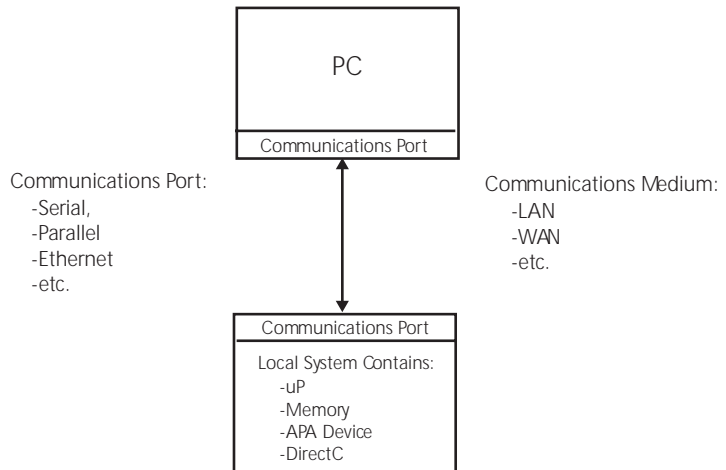 PC
Communications Port
Communications Port:
-Serial,
-Parallel
-Ethernet
-etc.
Communications Medium:
-LAN
-WAN
-etc.
Communications Port
Local System Contains:
-uP
-Memory
-APA Device
-DirectC